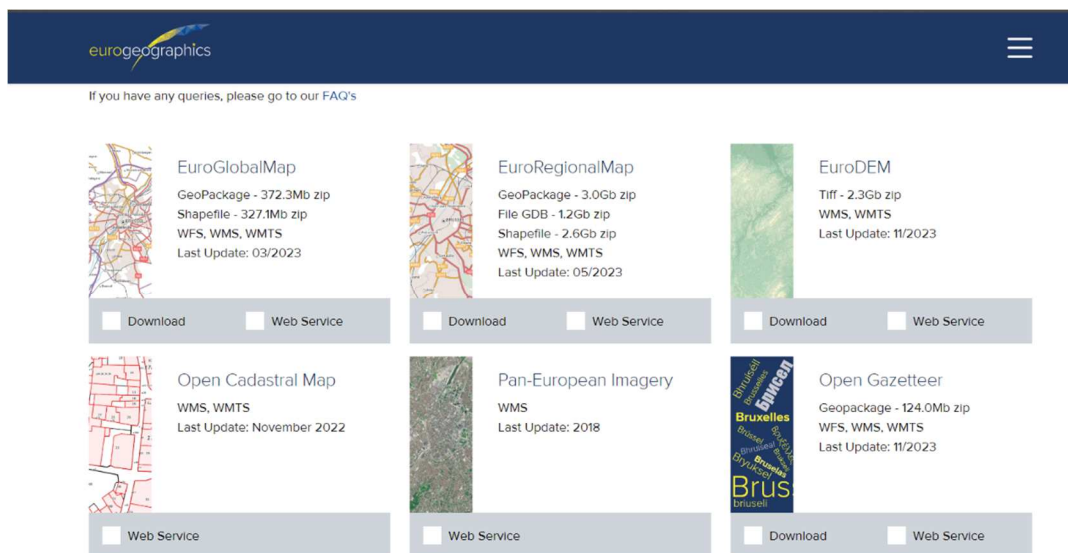 eurogeographics
If you have any queries, please go to our FAQ's
EuroGlobalMap
GeoPackage - 372.3Mb zip
Shapefile - 327.1Mb zip
WFS, WMS, WMTS
Last Update: 03/2023
Download
Web Service
EuroRegionalMap
GeoPackage - 3.0Gb zip
File GDB - 1.2Gb zip
Shapefile - 2.6Gb zip
WFS, WMS, WMTS
Last Update: 05/2023
Download
Web Service
EuroDEM
Tiff - 2.3Gb zip
WMS, WMTS
Last Update: 11/2023
Download
Web Service
Open Cadastral Map
WMS, WMTS
Last Update: November 2022
Web Service
Pan-European Imagery
WMS
Last Update: 2018
Web Service
Брисел
Bruxelles
Bruselas
Brus
briuseli
Open Gazetteer
Geopackage - 124.0Mb zip
WFS, WMS, WMTS
Last Update: 11/2023
Download
Web Service